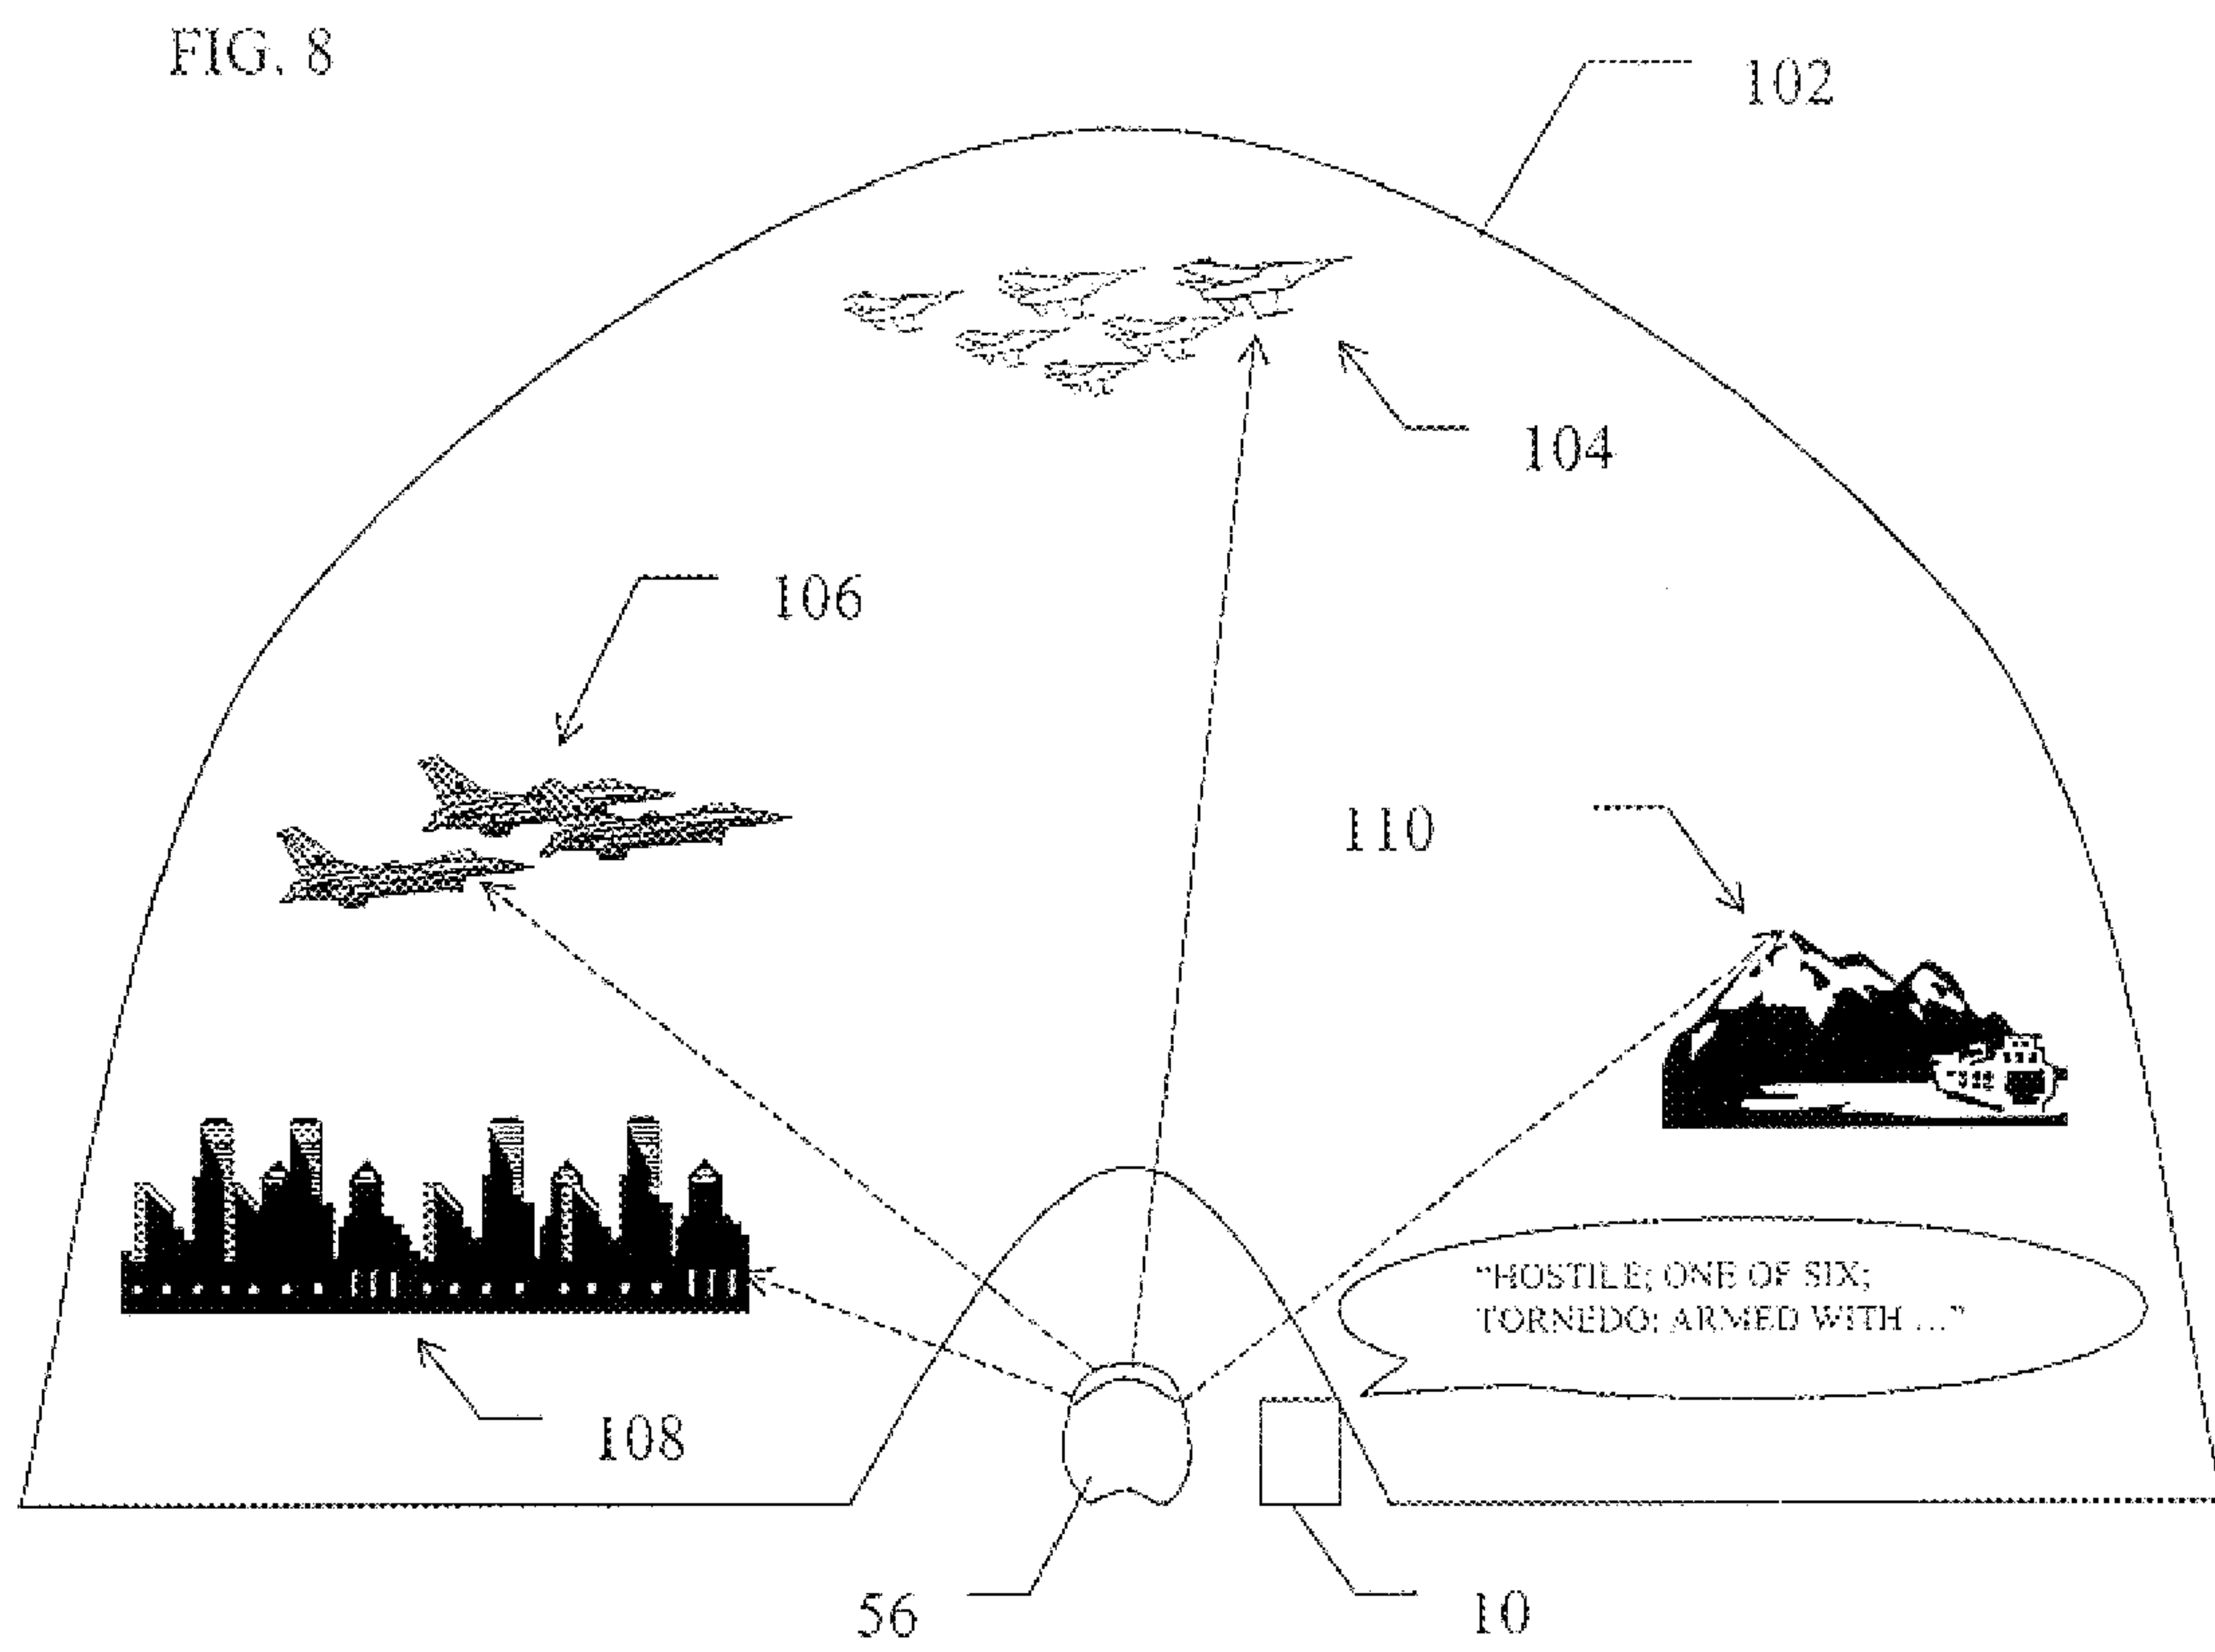 FIG. 8
102
104
106
110
"HOSTILE; ONE OF SIX;
TORNEDO; ARMED WITH ..."
108
56
10